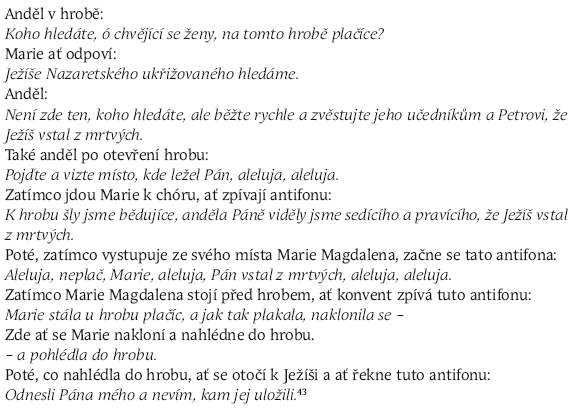 Anděl v hrobě:
Koho hledáte, ó chvějící se ženy, na tomto hrobě plačíce?
Marie ať odpoví:
Ježíše Nazaretského ukřižovaného hledáme.
Anděl:
Není zde ten, koho hledáte, ale běžte rychle a zvěstujte jeho učedníkům a Petrovi, že
Ježíš vstal z mrtvých.
Také anděl po otevření hrobu:
Pojďte a vizte místo, kde ležel Pán, aleluja, aleluja.
Zatímco jdou Marie k chóru, ať zpívají antifonu:
K hrobu šly jsme bědujíce, anděla Páně viděly jsme sedícího a pravícího, že Ježíš vstal
z mrtvých.
Poté, zatímco vystupuje ze svého místa Marie Magdalena, začne se tato antifona:
Aleluja, neplač, Marie, aleluja, Pán vstal z mrtvých, aleluja, aleluja.
Zatímco Marie Magdalena stojí před hrobem, ať konvent zpívá tuto antifonu:
Marie stála u hrobu plačíc, a jak tak plakala, naklonila se –
Zde ať se Marie nakloní a nahlédne do hrobu.
– a pohlédla do hrobu.
Poté, co nahlédla do hrobu, ať se otočí k Ježíši a ať řekne tuto antifonu:
Odnesli Pána mého a nevím, kam jej uložili.⁴³